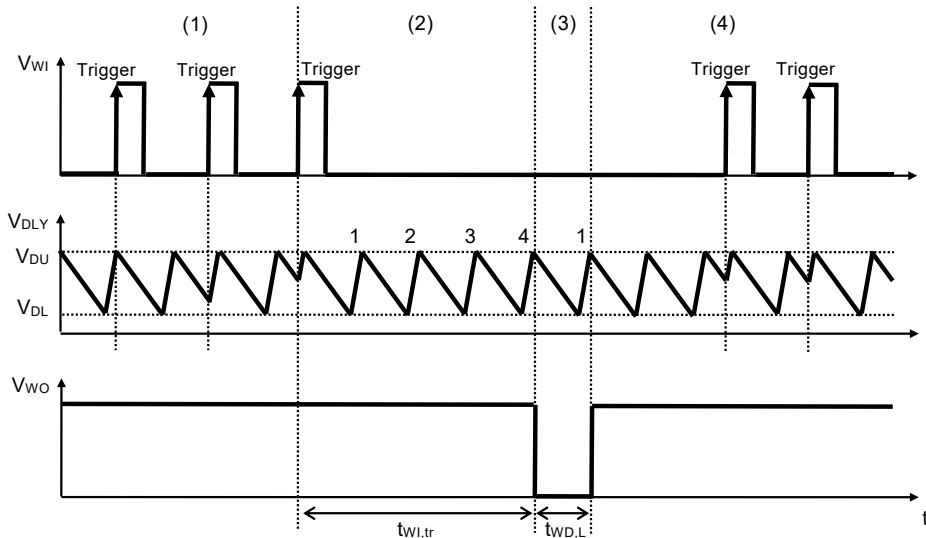 (1) (2) (3) (4)
VWI Trigger Trigger Trigger Trigger Trigger
VDLY
1 2 3 4 1
VDU
VDL
VWO
t
tWI,tr tWD,L